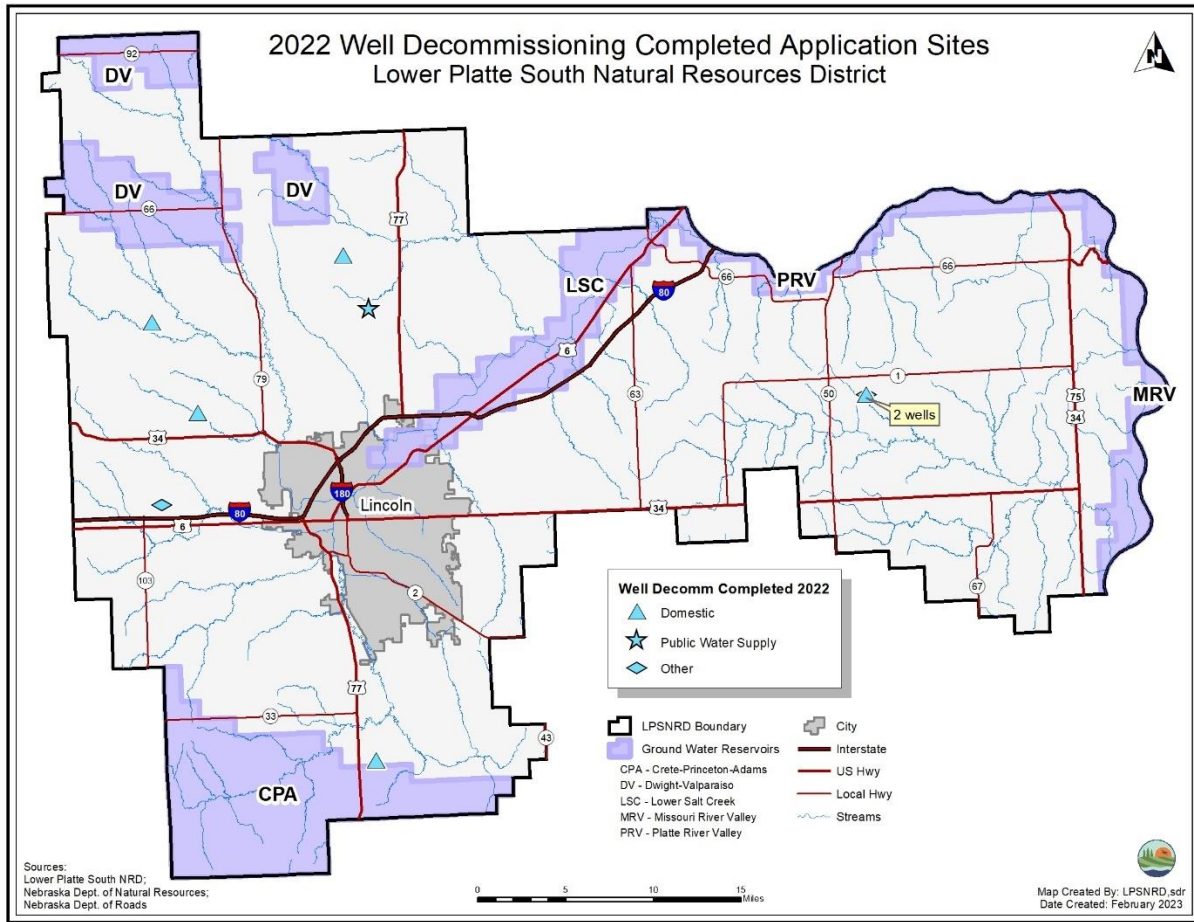 2022 Well Decommissioning Completed Application Sites
Lower Platte South Natural Resources District
N
92
DV
DV
DV
66
77
LSC
PRV
66
66
80
6
79
63
1
50
75
34
MRV
2 wells
34
180
Lincoln
80
6
34
103
2
67
77
33
43
CPA
Well Decomm Completed 2022
Domestic
Public Water Supply
Other
LPSNRD Boundary
Ground Water Reservoirs
CPA - Crete-Princeton-Adams
DV - Dwight-Valparaiso
LSC - Lower Salt Creek
MRV - Missouri River Valley
PRV - Platte River Valley
City
Interstate
US Hwy
Local Hwy
Streams
Sources:
Lower Platte South NRD;
Nebraska Dept. of Natural Resources;
Nebraska Dept. of Roads
0 5 10 15
Miles
Map Created By: LPSNRD,sdr
Date Created: February 2023